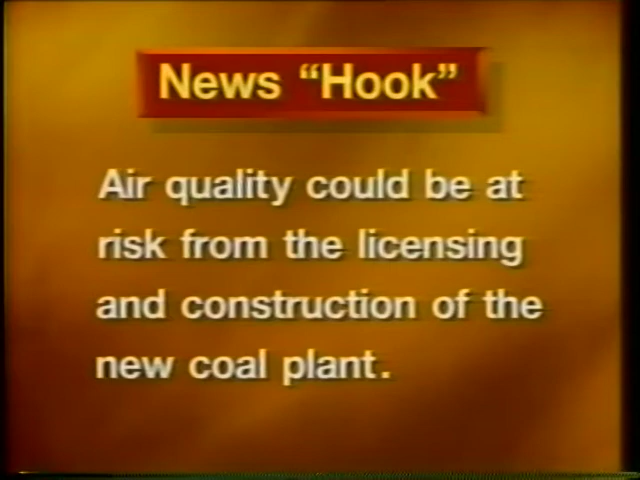 News “Hook”
Air quality could be at
risk from the licensing
and construction of the
new coal plant.